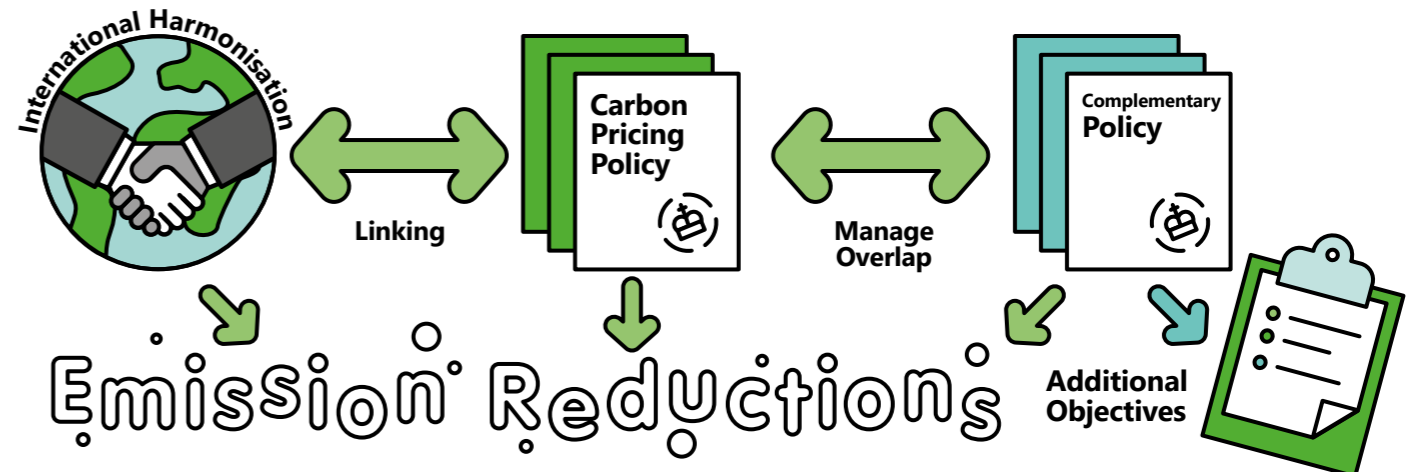 International Harmonisation
Linking
Carbon
Pricing
Policy
Manage
Overlap
Complementary
Policy
Emission Reductions
Additional
Objectives